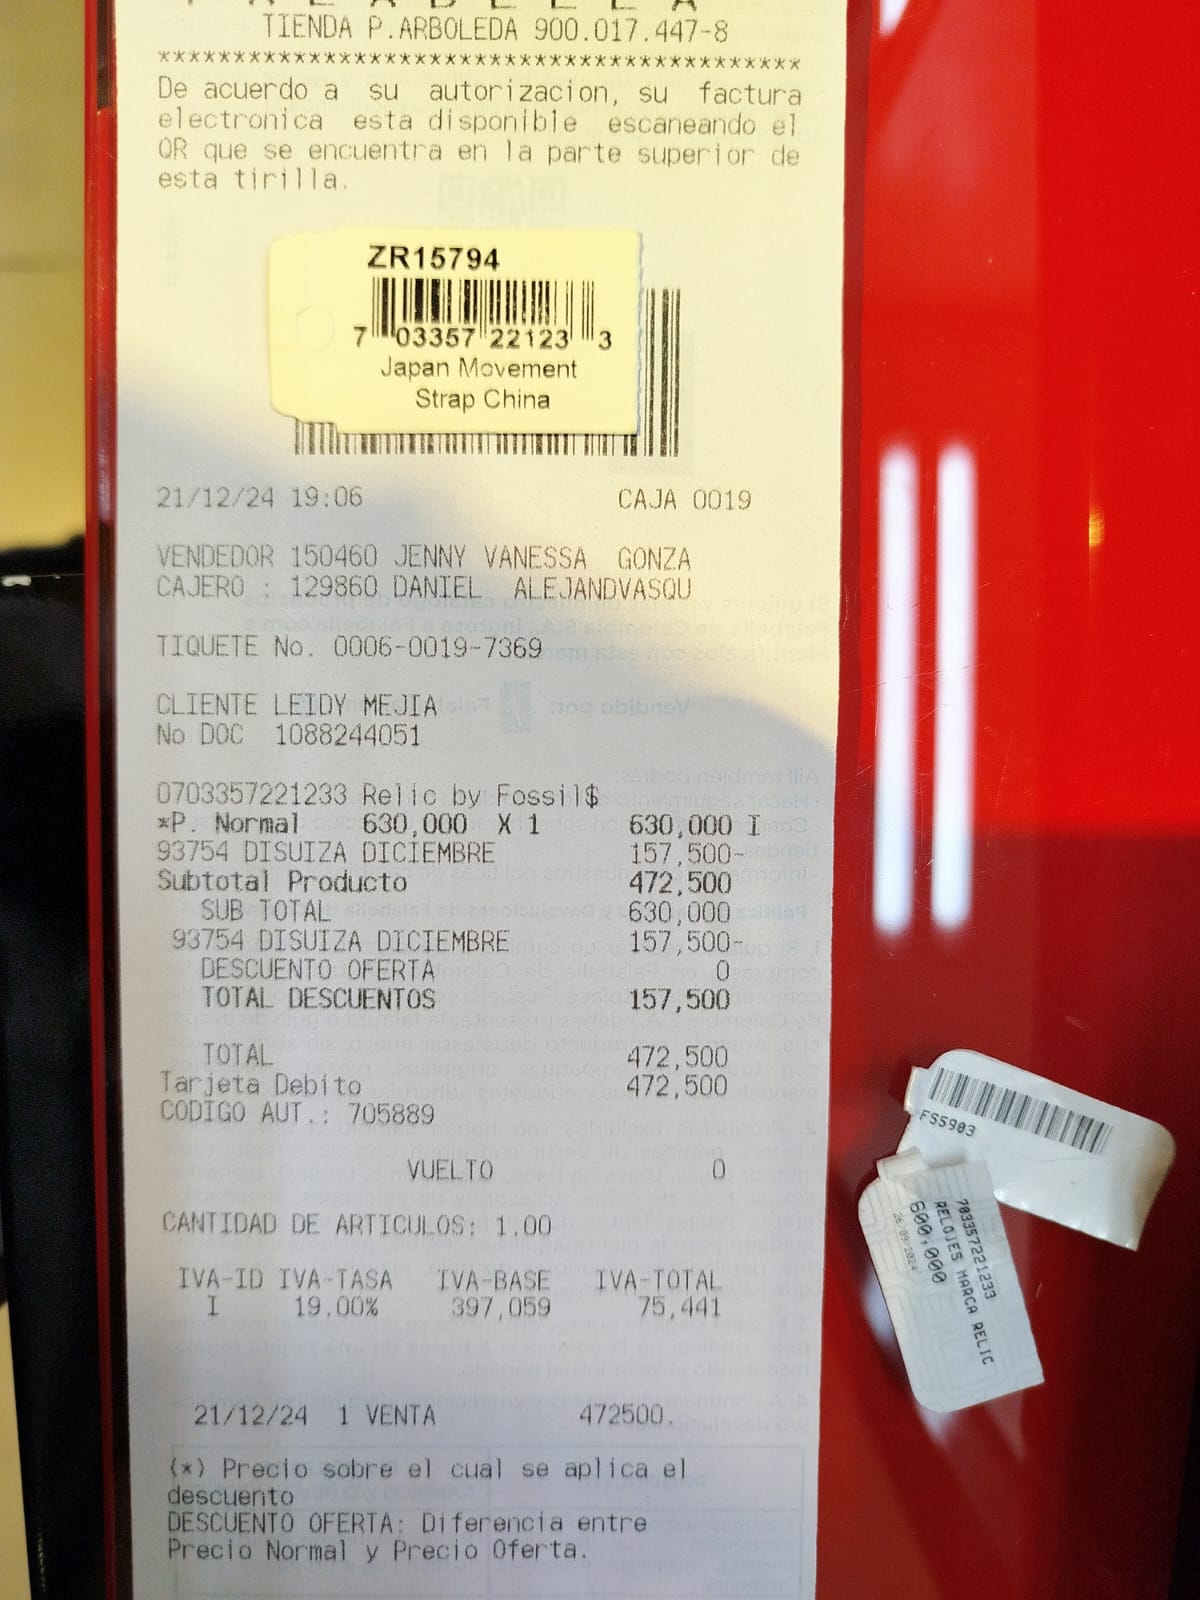 TIENDA P.ARBOLEDA 900.017.447-8
******************************************
De acuerdo a su autorizacion, su factura
electronica esta disponible escaneando el
QR que se encuentra en la parte superior de
esta tirilla.
ZR15794
7 03357 22123 3
Japan Movement
Strap China
21/12/24 19:06 CAJA 0019
VENDEDOR 150460 JENNY VANESSA GONZA
CAJERO : 129860 DANIEL ALEJANDVASQU
TIQUETE No. 0006-0019-7369
CLIENTE LEIDY MEJIA
No DOC 1088244051
0703357221233 Relic by Fossil$
*P. Normal 630,000 X 1 630,000 I
93754 DISUIZA DICIEMBRE 157,500-
Subtotal Producto 472,500
SUB TOTAL 630,000
93754 DISUIZA DICIEMBRE 157,500-
DESCUENTO OFERTA 0
TOTAL DESCUENTOS 157,500
TOTAL 472,500
Tarjeta Debito 472,500
CODIGO AUT.: 705889
VUELTO 0
CANTIDAD DE ARTICULOS: 1.00
IVA-ID IVA-TASA IVA-BASE IVA-TOTAL
I 19.00% 397,059 75,441
21/12/24 1 VENTA 472500.
(*) Precio sobre el cual se aplica el
descuento
DESCUENTO OFERTA: Diferencia entre
Precio Normal y Precio Oferta.
FS5903
703357221233
RELOJES MARCA RELIC
600,000
26/09/2024